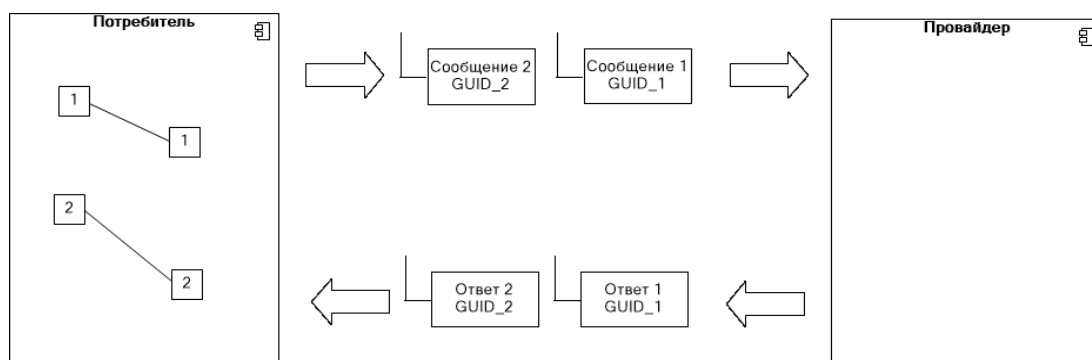 Потребитель
Провайдер
Сообщение 2
GUID_2
Сообщение 1
GUID_1
1
1
2
2
Ответ 2
GUID_2
Ответ 1
GUID_1